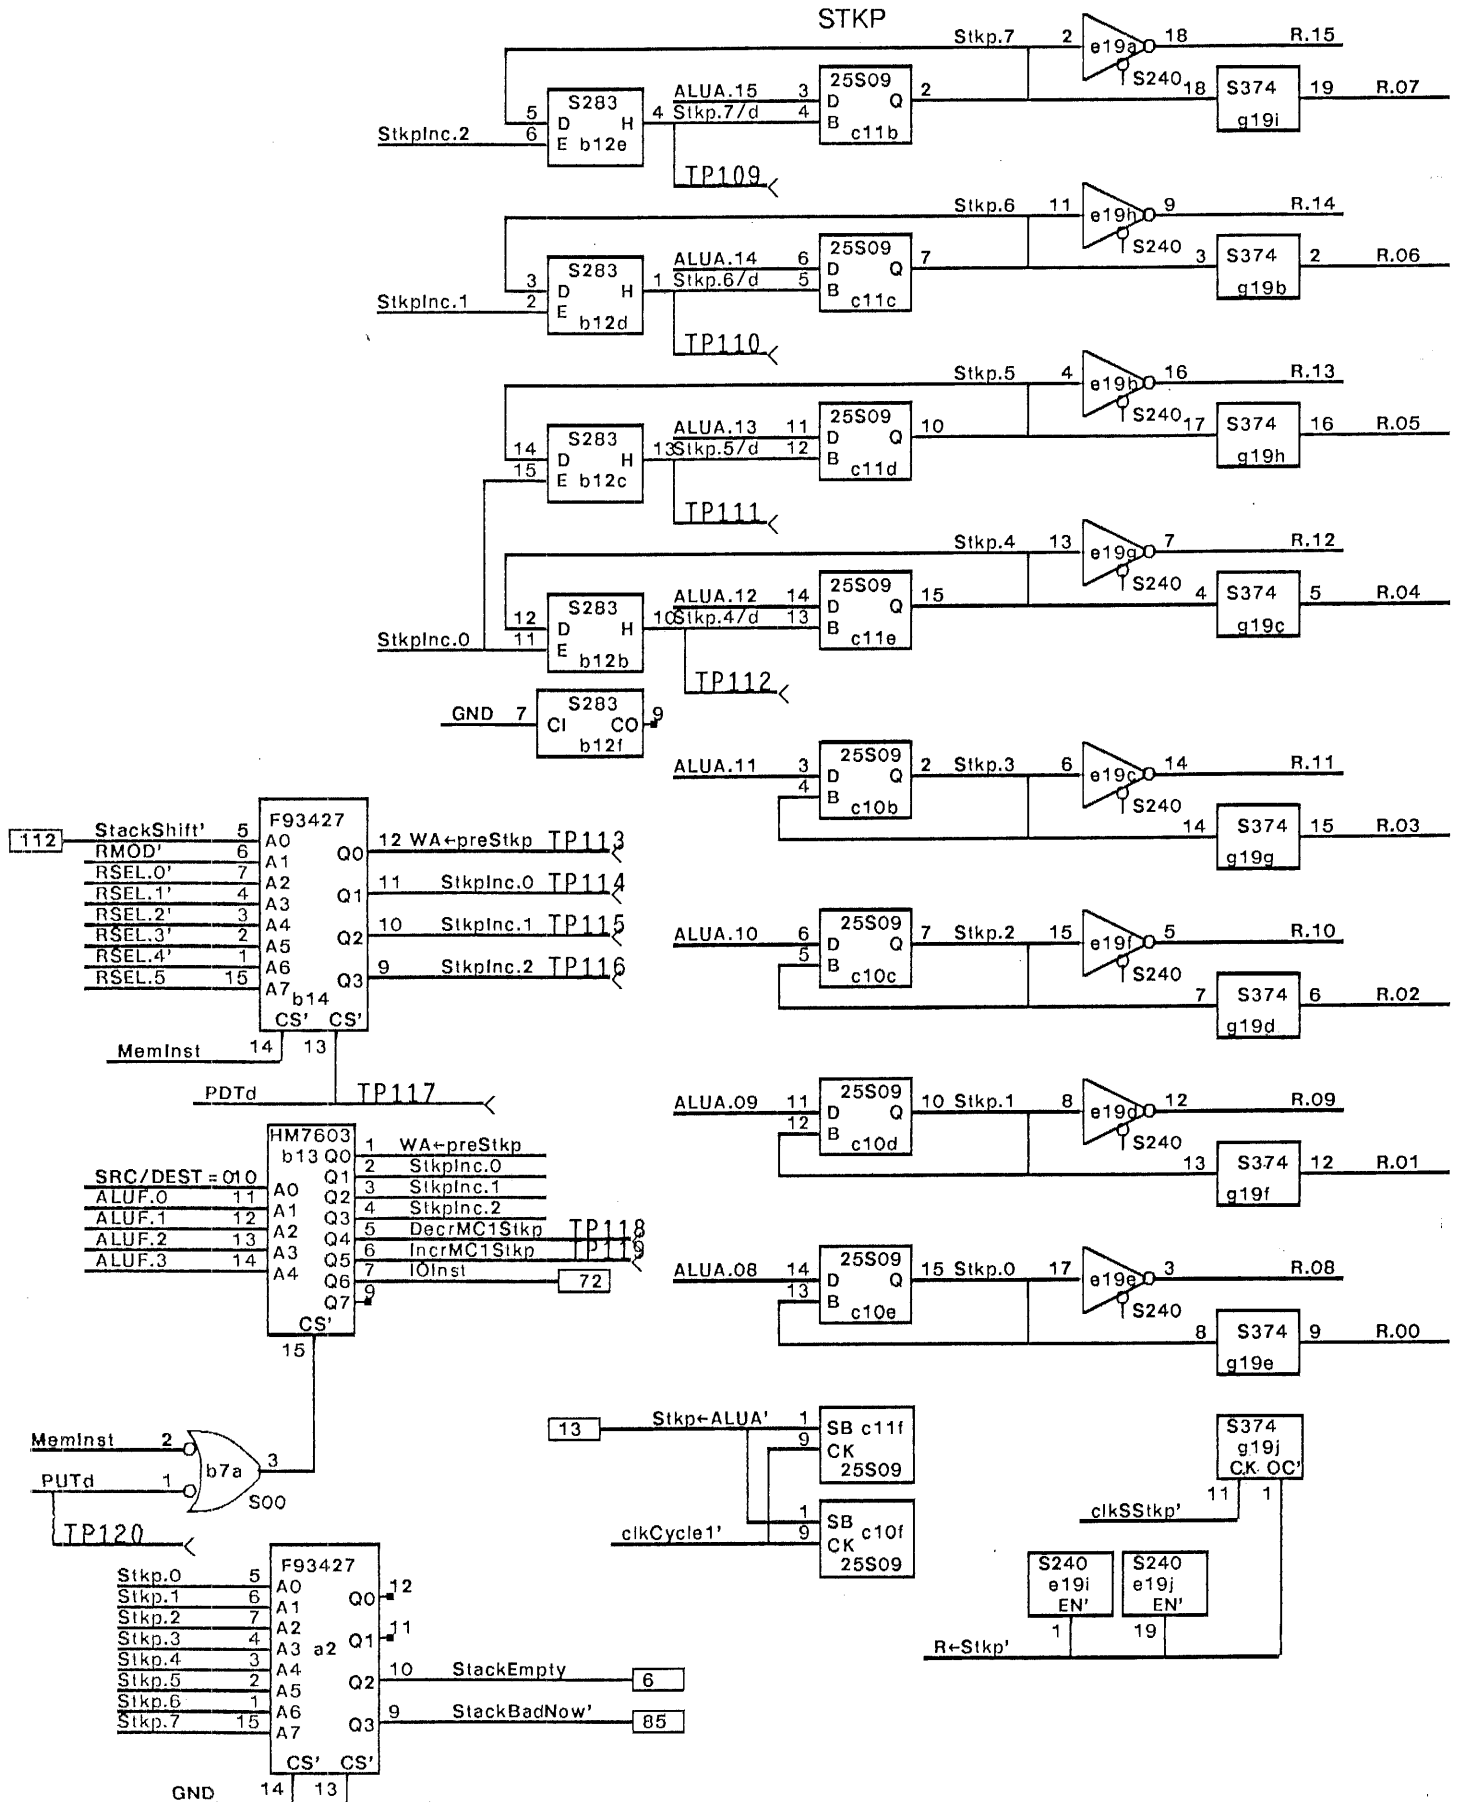 STKP
Stkp.7 2 e19a 18 R.15
S240
ALUA.15 3 25S09 2
D Q
Stkp.7/d 4 B c11b
18 S374 19 R.07
g19i
5 S283 4
D H
StkpInc.2 6 E b12e
TP109
Stkp.6 11 e19h 9 R.14
S240
ALUA.14 6 25S09 7
D Q
Stkp.6/d 5 B c11c
3 S374 2 R.06
g19b
3 S283 1
D H
StkpInc.1 2 E b12d
TP110
Stkp.5 4 e19b 16 R.13
S240
ALUA.13 11 25S09 10
D Q
Stkp.5/d 12 B c11d
17 S374 16 R.05
g19h
14 S283 13
D H
15 E b12c
TP111
Stkp.4 13 e19g 7 R.12
S240
ALUA.12 14 25S09 15
D Q
Stkp.4/d 13 B c11e
4 S374 5 R.04
g19c
12 S283 10
D H
StkpInc.0 11 E b12b
TP112
GND 7 S283 9
CI CO
b12f
ALUA.11 3 25S09 2 Stkp.3 6 e19c 14 R.11
D Q
4 B c10b
S240
14 S374 15 R.03
g19g
112 StackShift' 5 A0 F93427
RMOD' 6 A1
RSEL.0' 7 A2
RSEL.1' 4 A3
RSEL.2' 3 A4
RSEL.3' 2 A5
RSEL.4' 1 A6
RSEL.5 15 A7 b14
Q0 12 WA←preStkp TP113
Q1 11 StkpInc.0 TP114
Q2 10 StkpInc.1 TP115
Q3 9 StkpInc.2 TP116
CS' CS'
MemInst 14 13
PDTd TP117
ALUA.10 6 25S09 7 Stkp.2 15 e19f 5 R.10
D Q
5 B c10c
S240
7 S374 6 R.02
g19d
ALUA.09 11 25S09 10 Stkp.1 8 e19d 12 R.09
D Q
12 B c10d
S240
13 S374 12 R.01
g19f
HM7603
b13 Q0 1 WA←preStkp
Q1 2 StkpInc.0
Q2 3 StkpInc.1
Q3 4 StkpInc.2
Q4 5 DecrMC1Stkp TP118
Q5 6 IncrMC1Stkp TP119
Q6 7 IOInst 72
Q7 9
SRC/DEST=0 10 A0
ALUF.0 11 A1
ALUF.1 12 A2
ALUF.2 13 A3
ALUF.3 14 A4
CS'
15
ALUA.08 14 25S09 15 Stkp.0 17 e19e 3 R.08
D Q
13 B c10e
S240
8 S374 9 R.00
g19e
MemInst 2
b7a 3
PUTd 1
S00
TP120
13 Stkp←ALUA' 1 SB c11f
9 CK
25S09
1 SB c10f
clkCycle1' 9 CK
25S09
S374
g19j
CK OC'
11 1
clkSStkp'
S240 S240
e19i e19j
EN' EN'
1 19
R←Stkp'
F93427
Stkp.0 5 A0
Stkp.1 6 A1
Stkp.2 7 A2
Stkp.3 4 A3 a2
Stkp.4 3 A4
Stkp.5 2 A5
Stkp.6 1 A6
Stkp.7 15 A7
Q0 12
Q1 11
Q2 10 StackEmpty 6
Q3 9 StackBadNow' 85
CS' CS'
GND 14 13